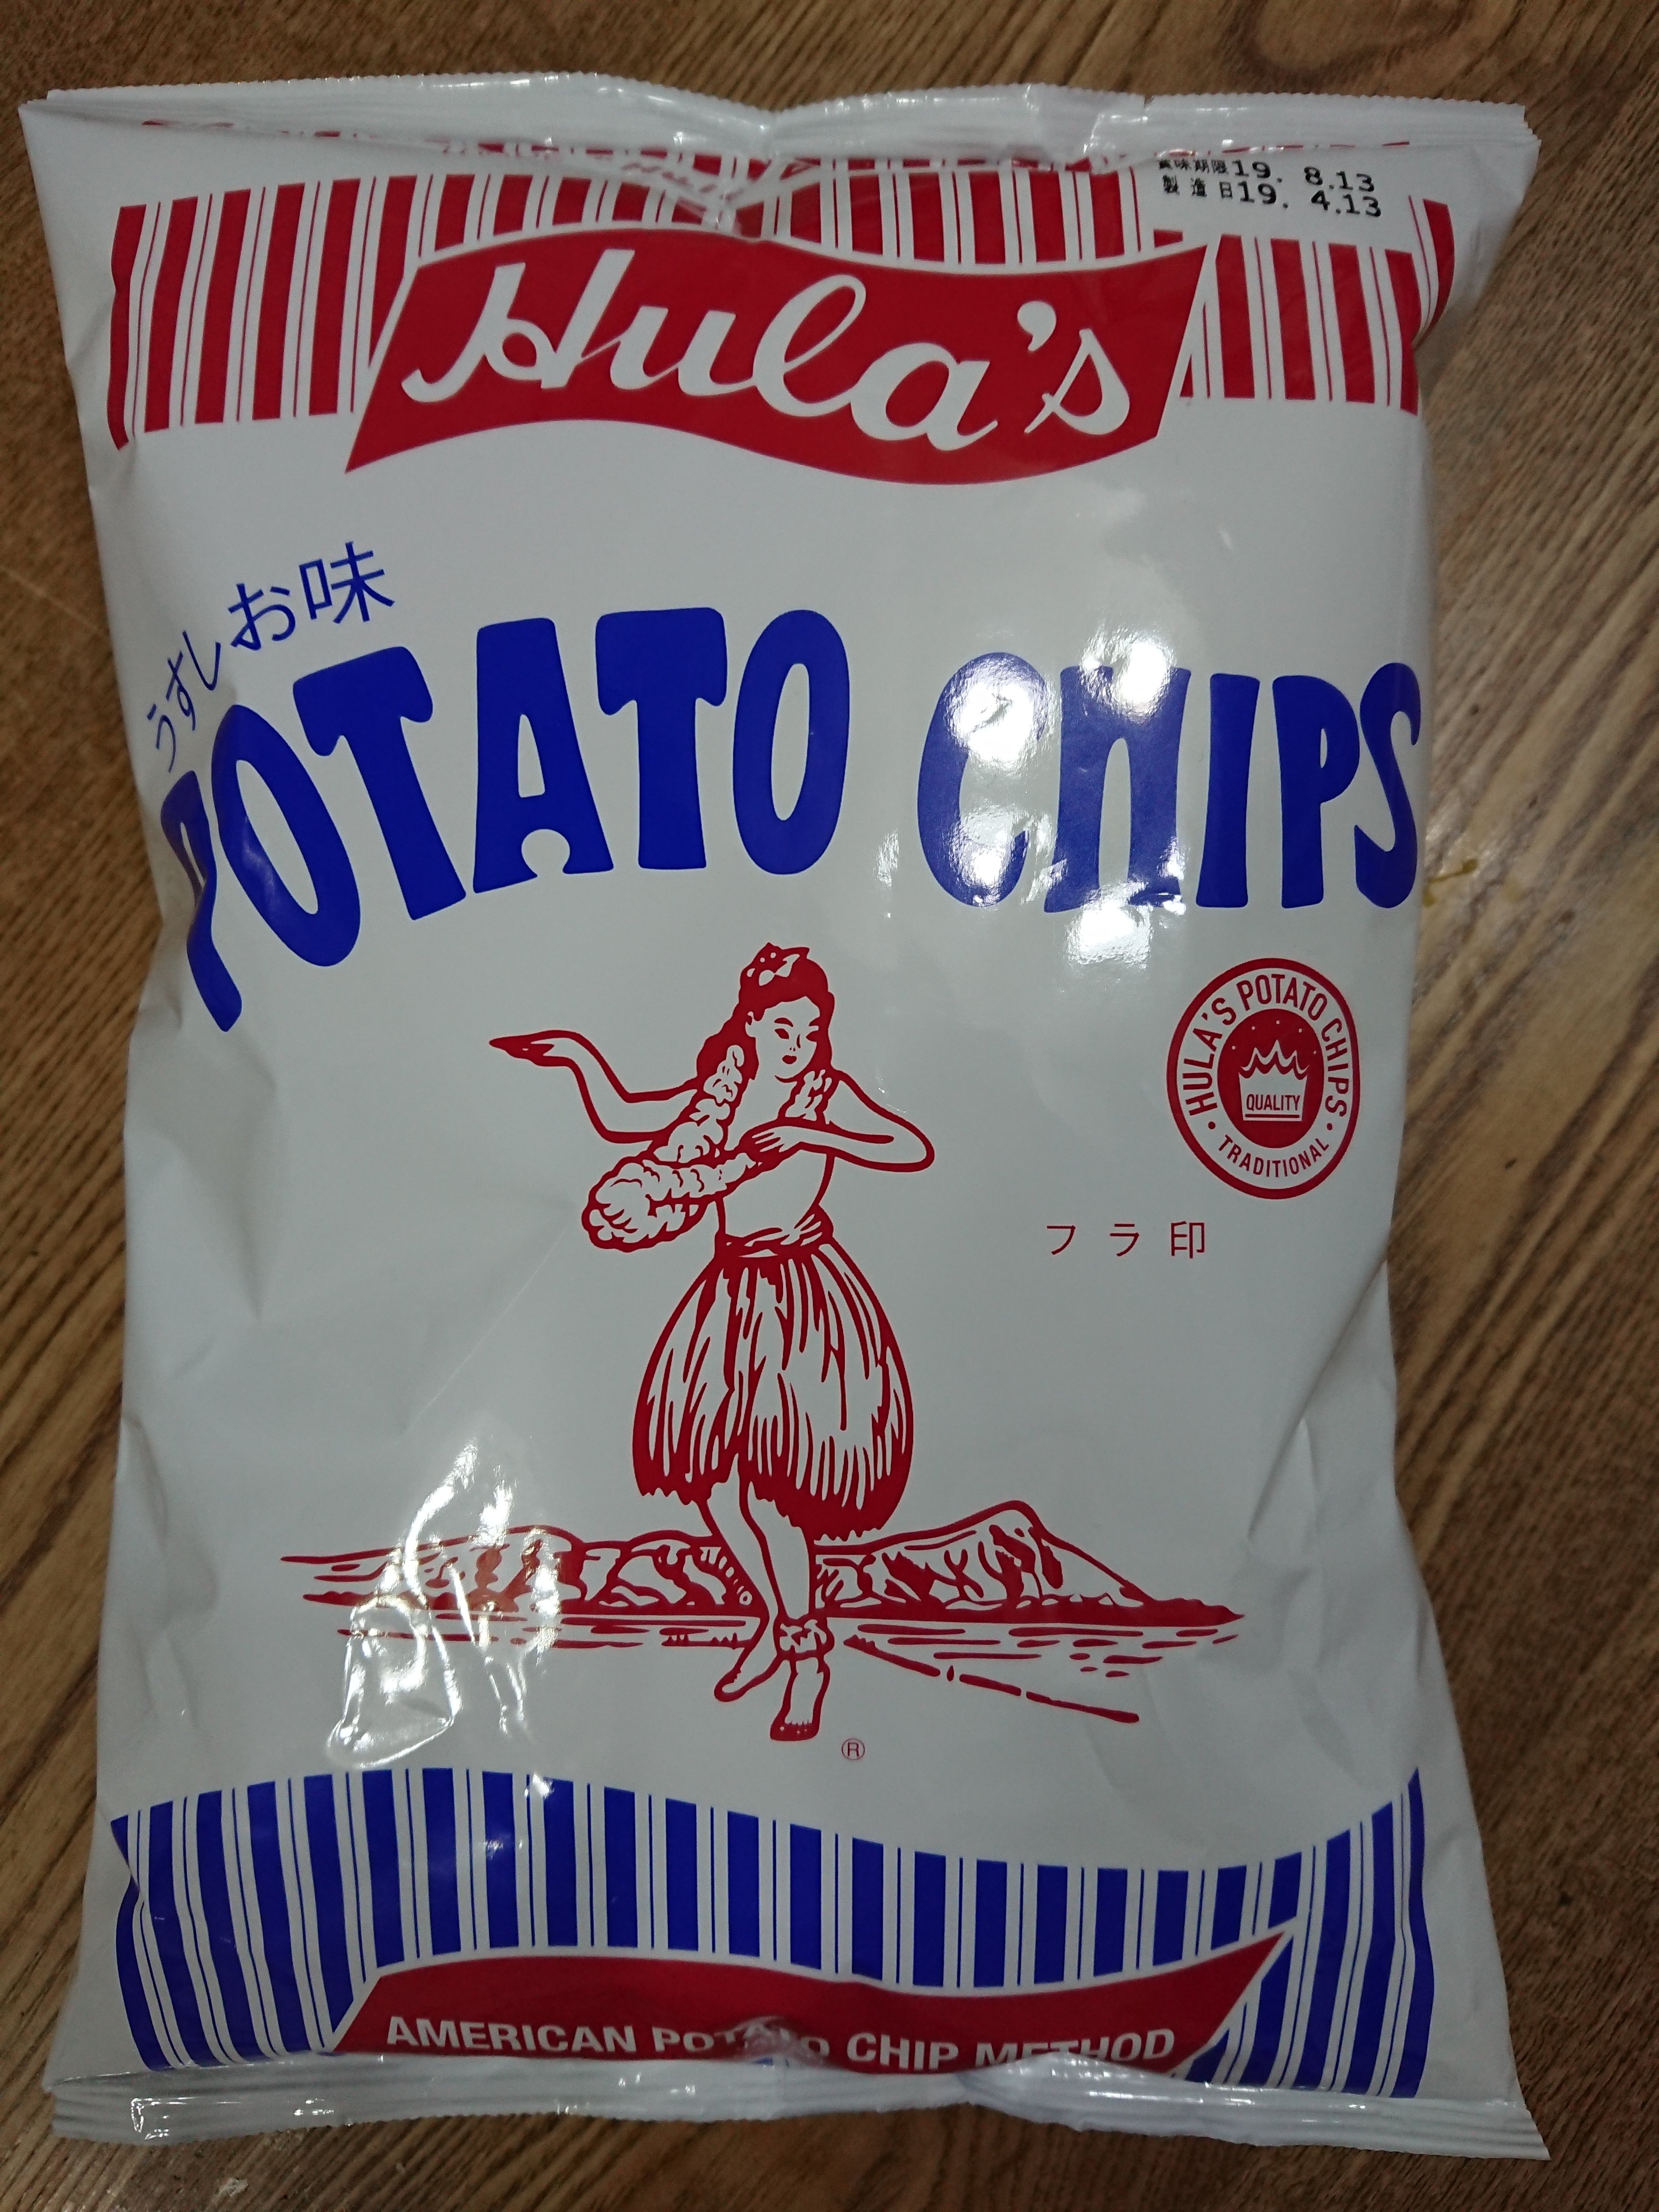 賞味期限19. 8.13
製造日19. 4.13
Hula's
うすしお味
POTATO CHIPS
HULA'S POTATO CHIPS
QUALITY
• TRADITIONAL •
フラ印
®
AMERICAN POTATO CHIP METHOD